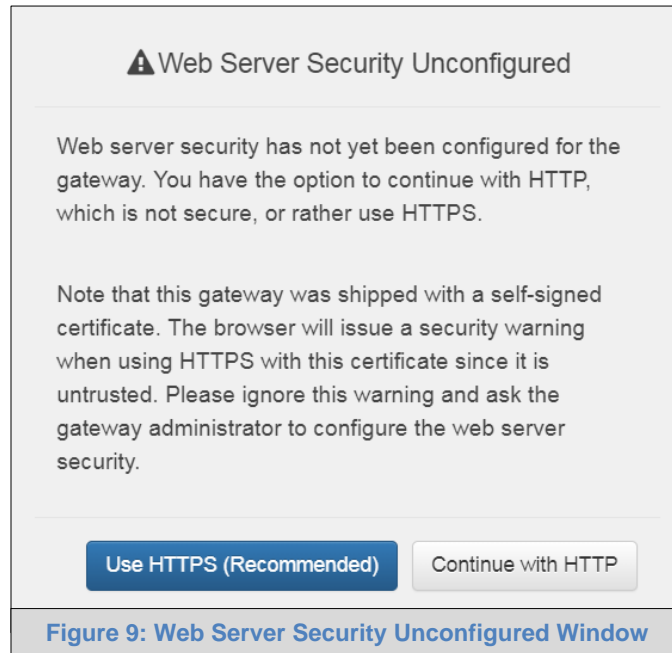 Web Server Security Unconfigured
Web server security has not yet been configured for the
gateway. You have the option to continue with HTTP,
which is not secure, or rather use HTTPS.
Note that this gateway was shipped with a self-signed
certificate. The browser will issue a security warning
when using HTTPS with this certificate since it is
untrusted. Please ignore this warning and ask the
gateway administrator to configure the web server
security.
Use HTTPS (Recommended)
Continue with HTTP
Figure 9: Web Server Security Unconfigured Window